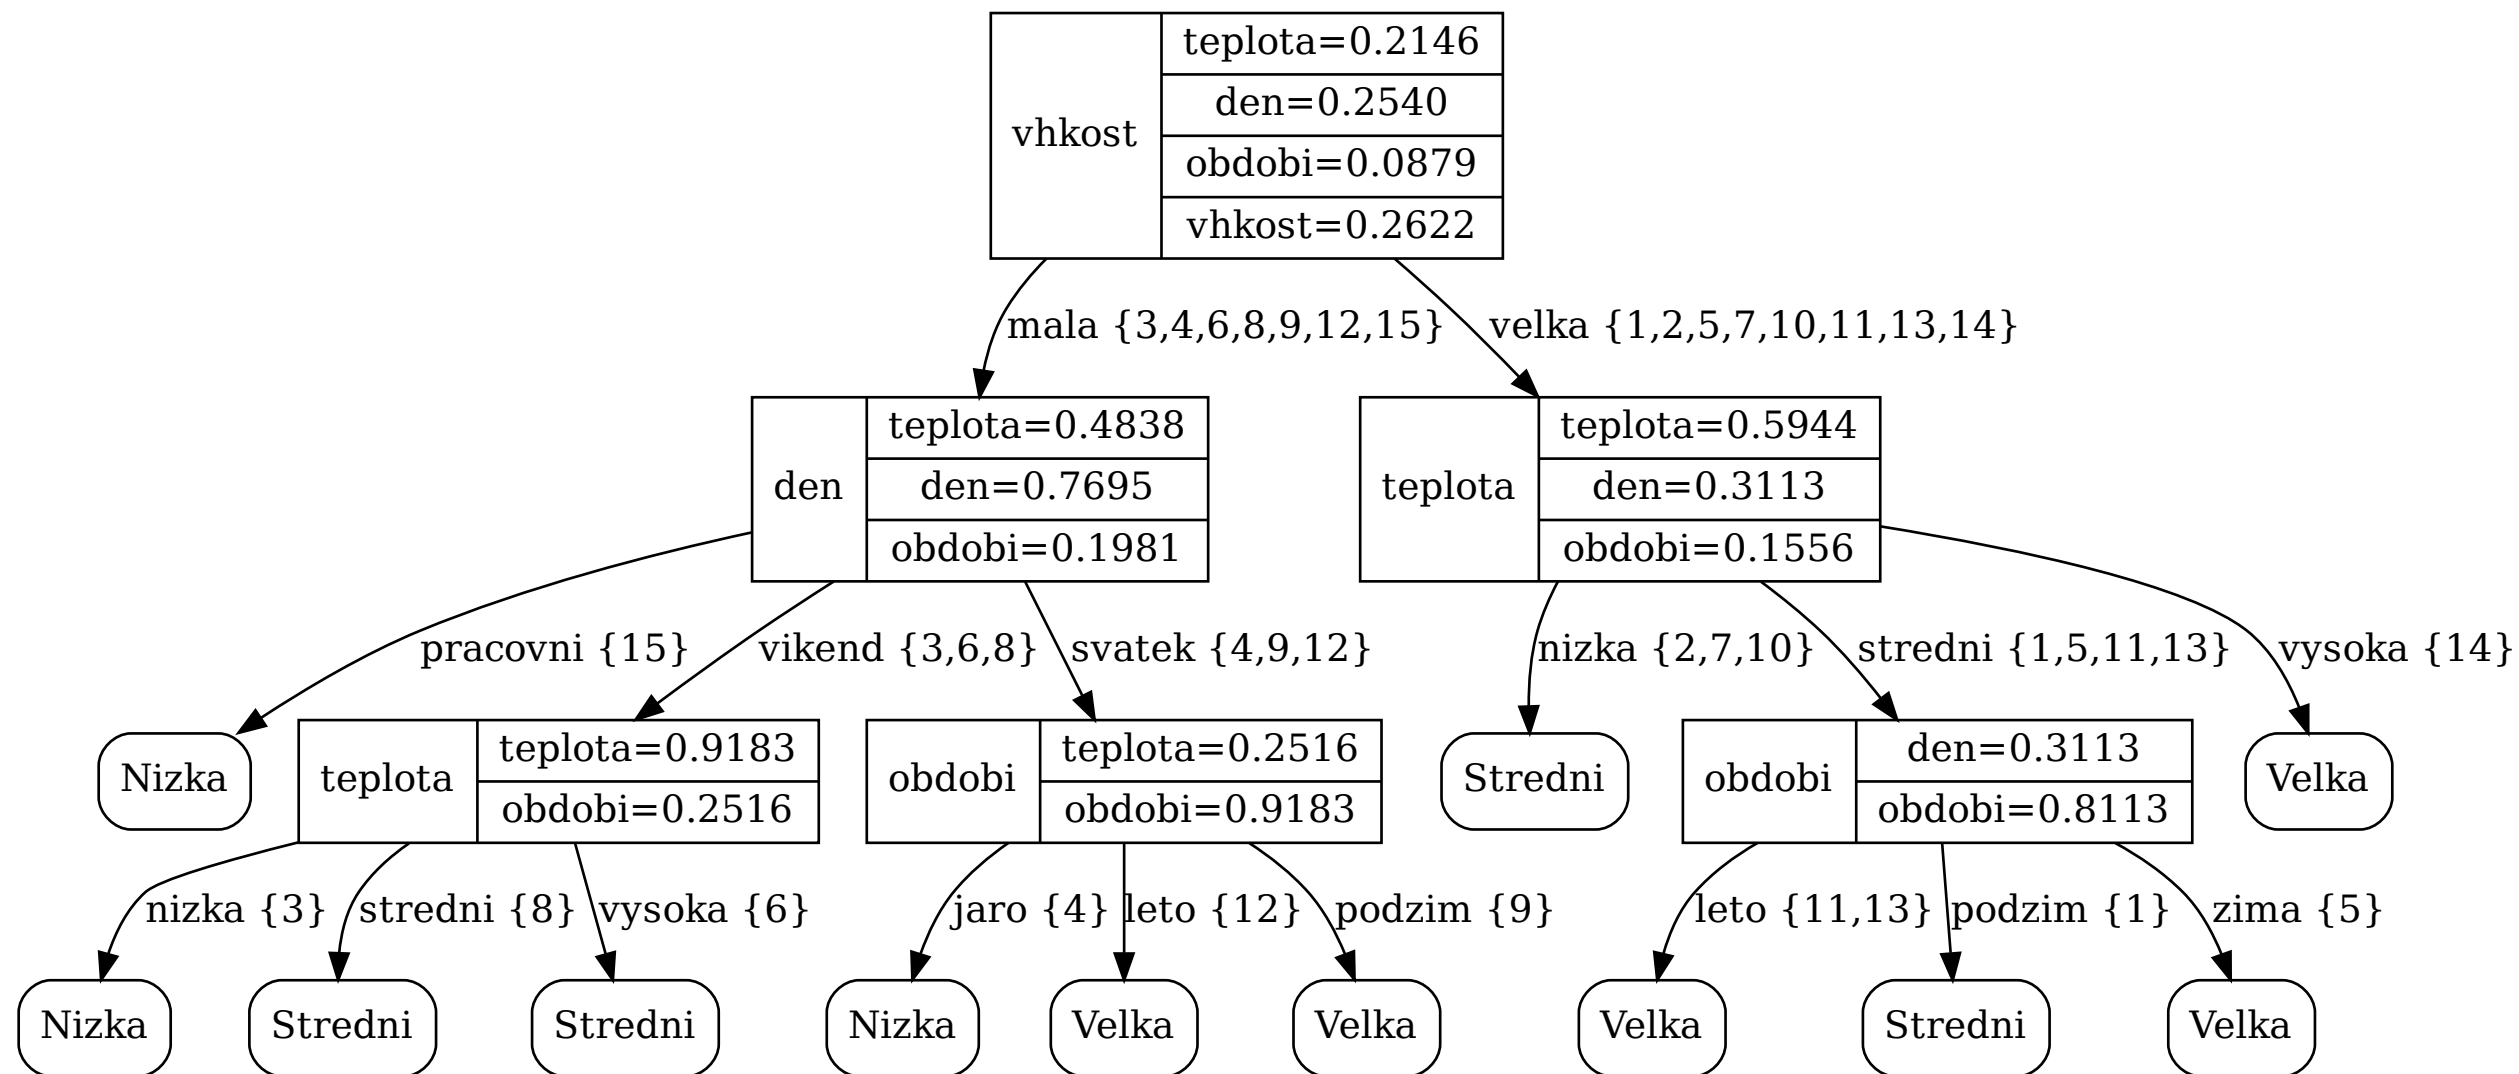 vhkost
teplota=0.2146
den=0.2540
obdobi=0.0879
vhkost=0.2622
mala {3,4,6,8,9,12,15}
velka {1,2,5,7,10,11,13,14}
den
teplota=0.4838
den=0.7695
obdobi=0.1981
teplota
teplota=0.5944
den=0.3113
obdobi=0.1556
pracovni {15}
vikend {3,6,8}
svatek {4,9,12}
nizka {2,7,10}
stredni {1,5,11,13}
vysoka {14}
Nizka
teplota
teplota=0.9183
obdobi=0.2516
obdobi
teplota=0.2516
obdobi=0.9183
Stredni
obdobi
den=0.3113
obdobi=0.8113
Velka
nizka {3}
stredni {8}
vysoka {6}
jaro {4}
leto {12}
podzim {9}
leto {11,13}
podzim {1}
zima {5}
Nizka
Stredni
Stredni
Nizka
Velka
Velka
Velka
Stredni
Velka